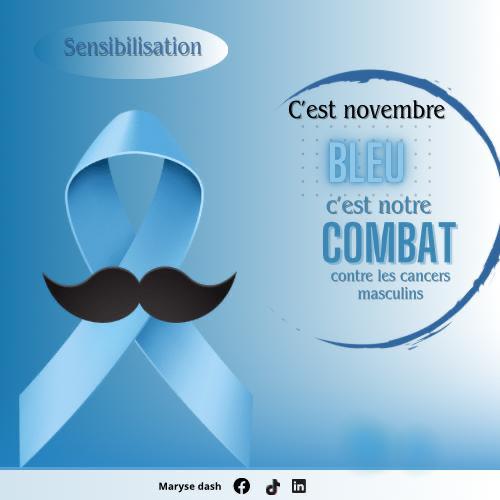 Sensibilisation
C'est novembre
BLEU
c'est notre
COMBAT
contre les cancers
masculins
Maryse dash